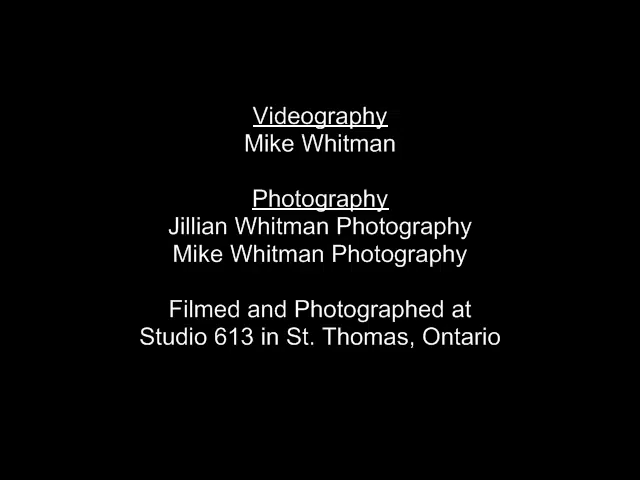 Videography
Mike Whitman
Photography
Jillian Whitman Photography
Mike Whitman Photography
Filmed and Photographed at
Studio 613 in St. Thomas, Ontario